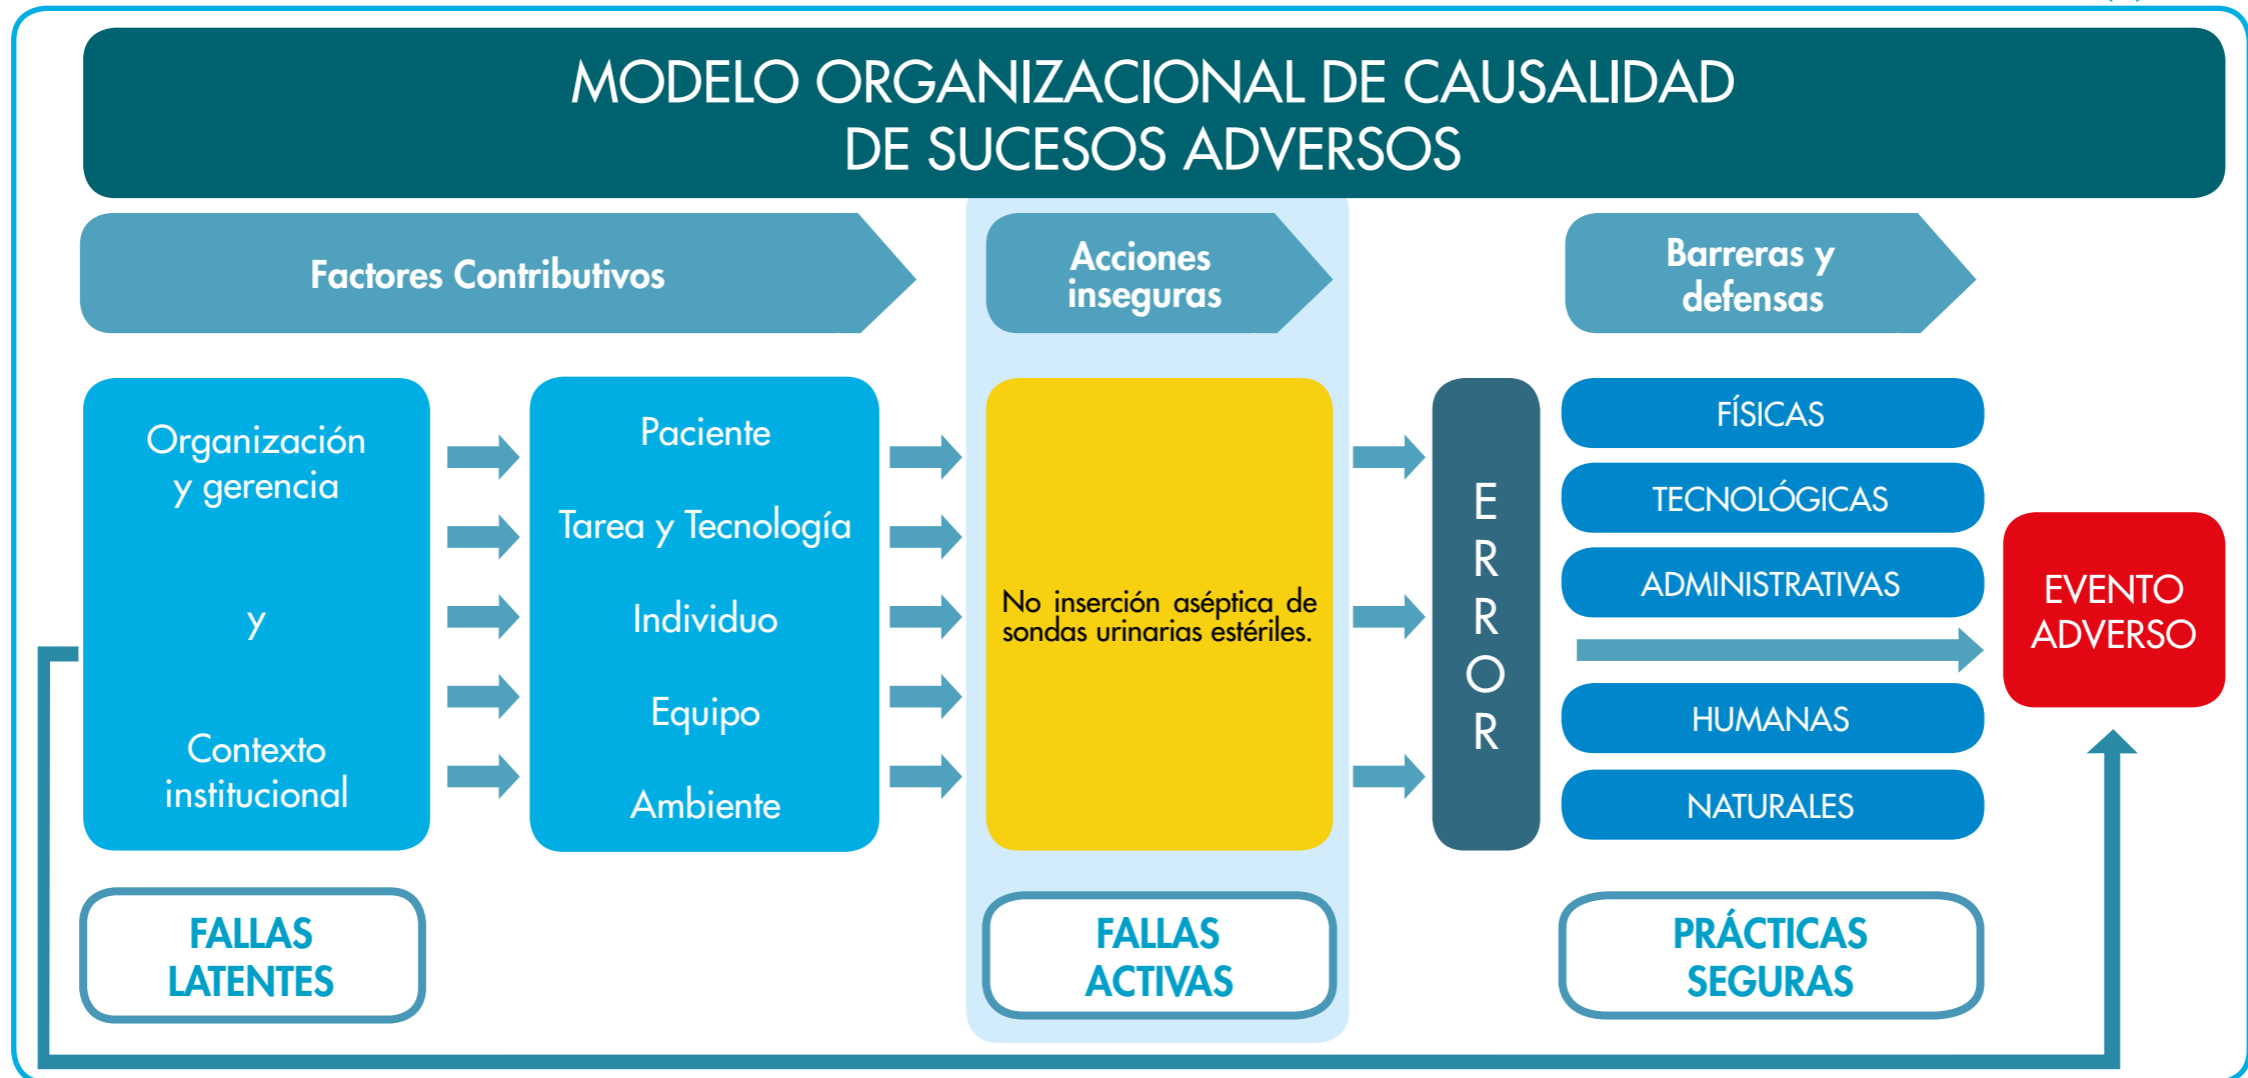 MODELO ORGANIZACIONAL DE CAUSALIDAD
DE SUCESOS ADVERSOS
Factores Contributivos
Acciones
inseguras
Barreras y
defensas
Organización
y gerencia
y
Contexto
institucional
Paciente
Tarea y Tecnología
Individuo
Equipo
Ambiente
No inserción aséptica de
sondas urinarias estériles.
E
R
R
O
R
FÍSICAS
TECNOLÓGICAS
ADMINISTRATIVAS
HUMANAS
NATURALES
EVENTO
ADVERSO
FALLAS
LATENTES
FALLAS
ACTIVAS
PRÁCTICAS
SEGURAS